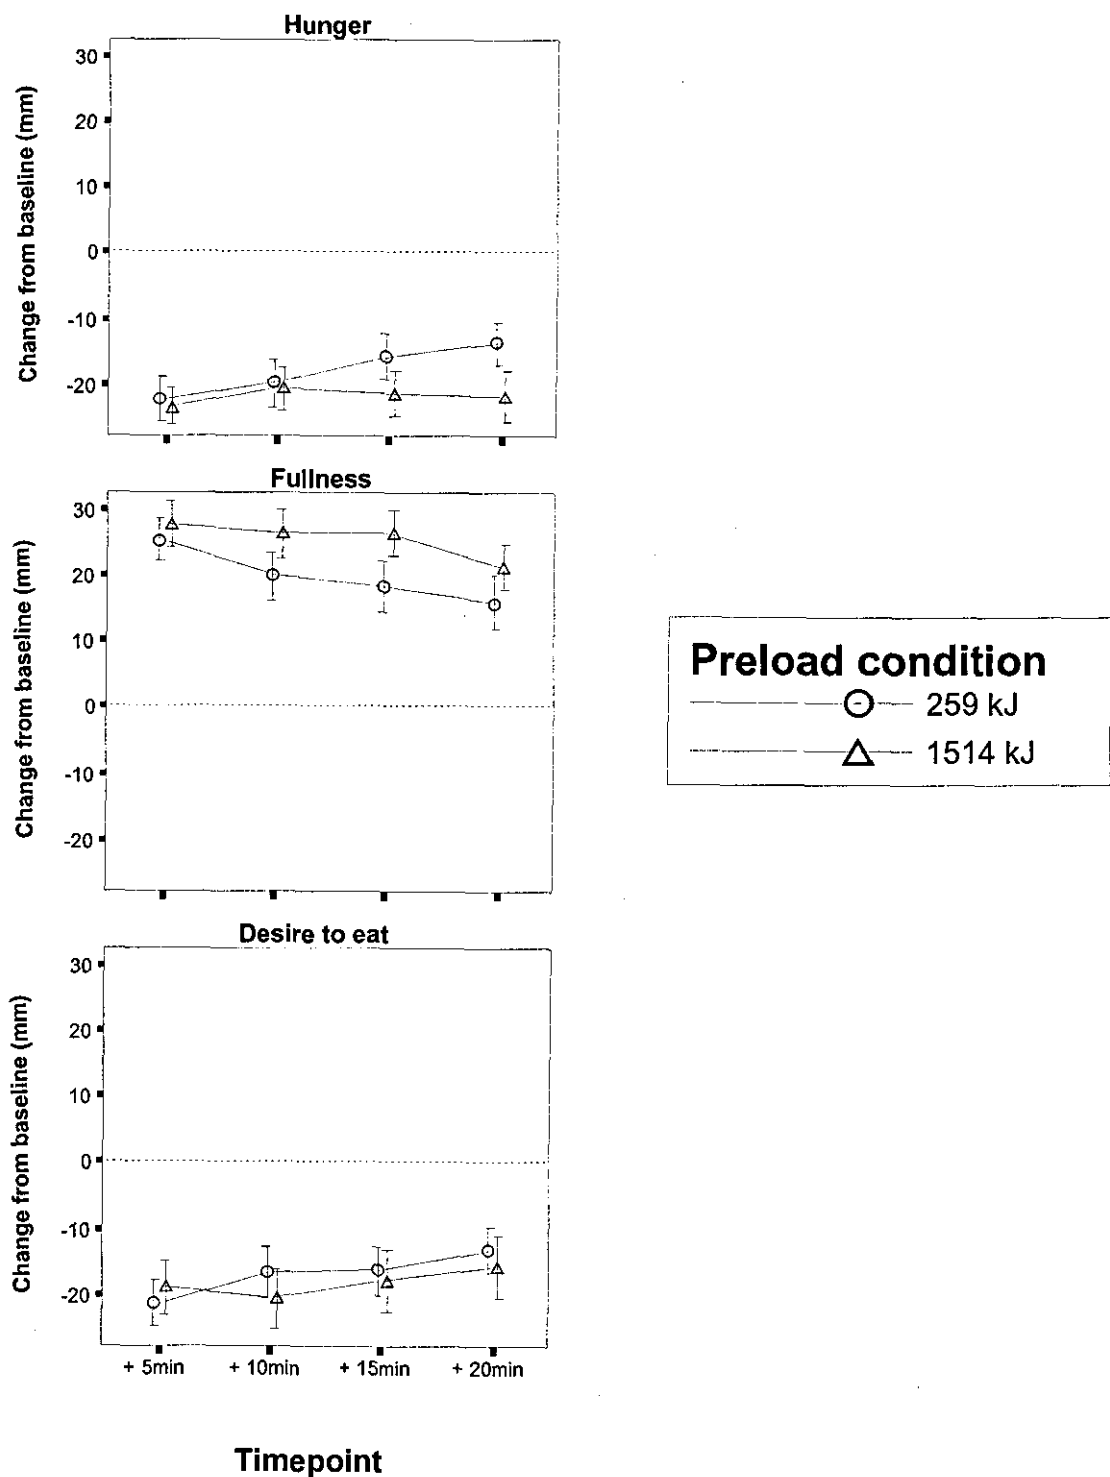 Hunger
Change from baseline (mm)
30
20
10
0
-10
-20
Fullness
Change from baseline (mm)
30
20
10
0
-10
-20
Preload condition
259 kJ
1514 kJ
Desire to eat
Change from baseline (mm)
30
20
10
0
-10
-20
+ 5min + 10min + 15min + 20min
Timepoint